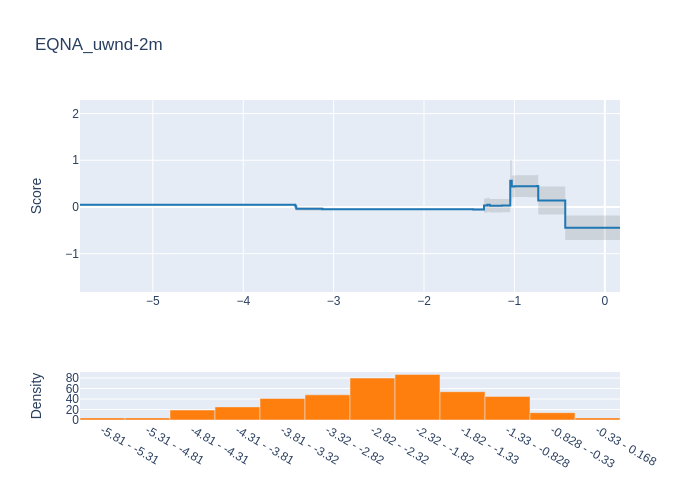 EQNA_uwnd-2m
Score
2
1
0
−1
−5
−4
−3
−2
−1
0
Density
80
60
40
20
0
-5.81 - -5.31
-5.31 - -4.81
-4.81 - -4.31
-4.31 - -3.81
-3.81 - -3.32
-3.32 - -2.82
-2.82 - -2.32
-2.32 - -1.82
-1.82 - -1.33
-1.33 - -0.828
-0.828 - -0.33
-0.33 - 0.168